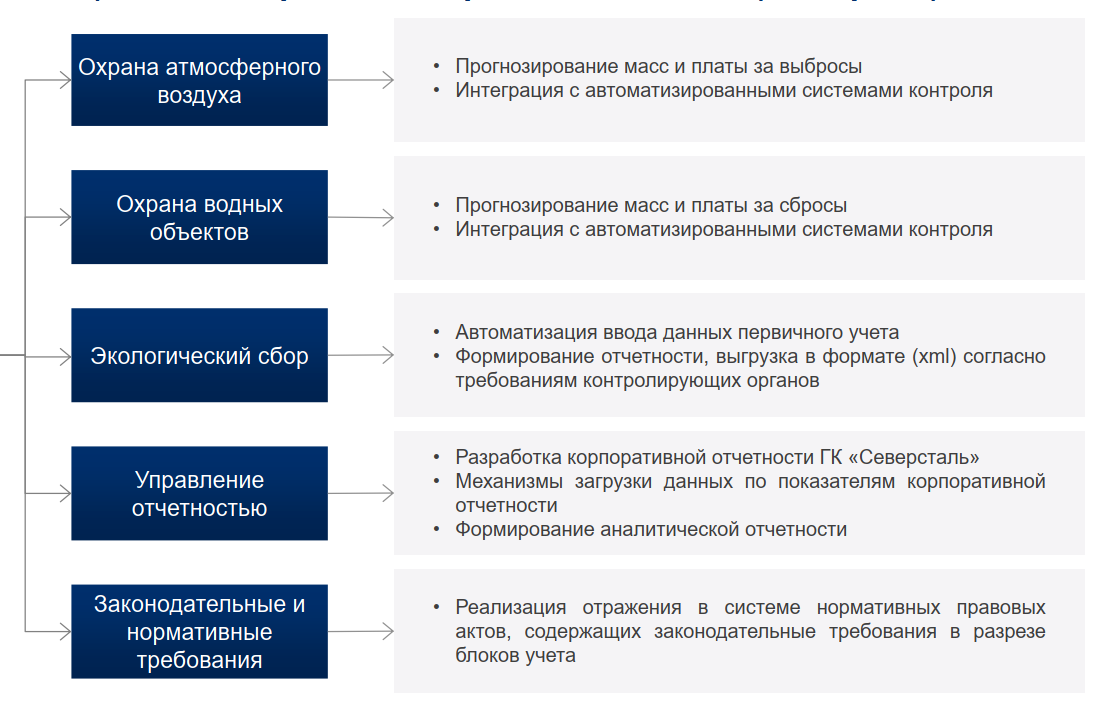 Охрана атмосферного
воздуха
• Прогнозирование масс и платы за выбросы
• Интеграция с автоматизированными системами контроля
Охрана водных
объектов
• Прогнозирование масс и платы за сбросы
• Интеграция с автоматизированными системами контроля
Экологический сбор
• Автоматизация ввода данных первичного учета
• Формирование отчетности, выгрузка в формате (xml) согласно
требованиям контролирующих органов
Управление
отчетностью
• Разработка корпоративной отчетности ГК «Северсталь»
• Механизмы загрузки данных по показателям корпоративной
отчетности
• Формирование аналитической отчетности
Законодательные и
нормативные
требования
• Реализация отражения в системе нормативных правовых
актов, содержащих законодательные требования в разрезе
блоков учета